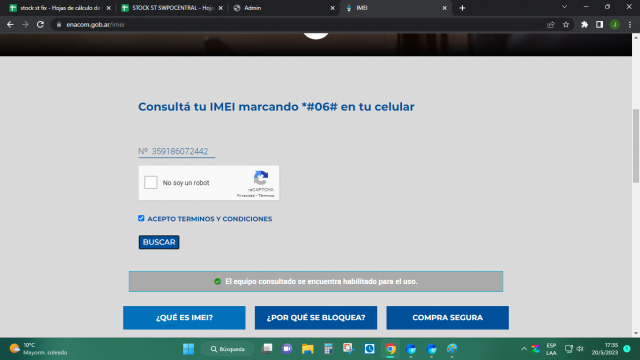 stock st fix - Hojas de cálculo de
STOCK ST SWPOCENTRAL - Hoja
Admin
IMEI
enacom.gob.ar/imei
J
Consultá tu IMEI marcando *#06# en tu celular
Nº 359186072442
No soy un robot
reCAPTCHA
Privacidad - Términos
ACEPTO TERMINOS Y CONDICIONES
BUSCAR
El equipo consultado se encuentra habilitado para el uso.
¿QUÉ ES IMEI?
¿POR QUÉ SE BLOQUEA?
COMPRA SEGURA
10°C
Mayorm. soleado
Búsqueda
ESP
LAA
17:35
20/5/2023